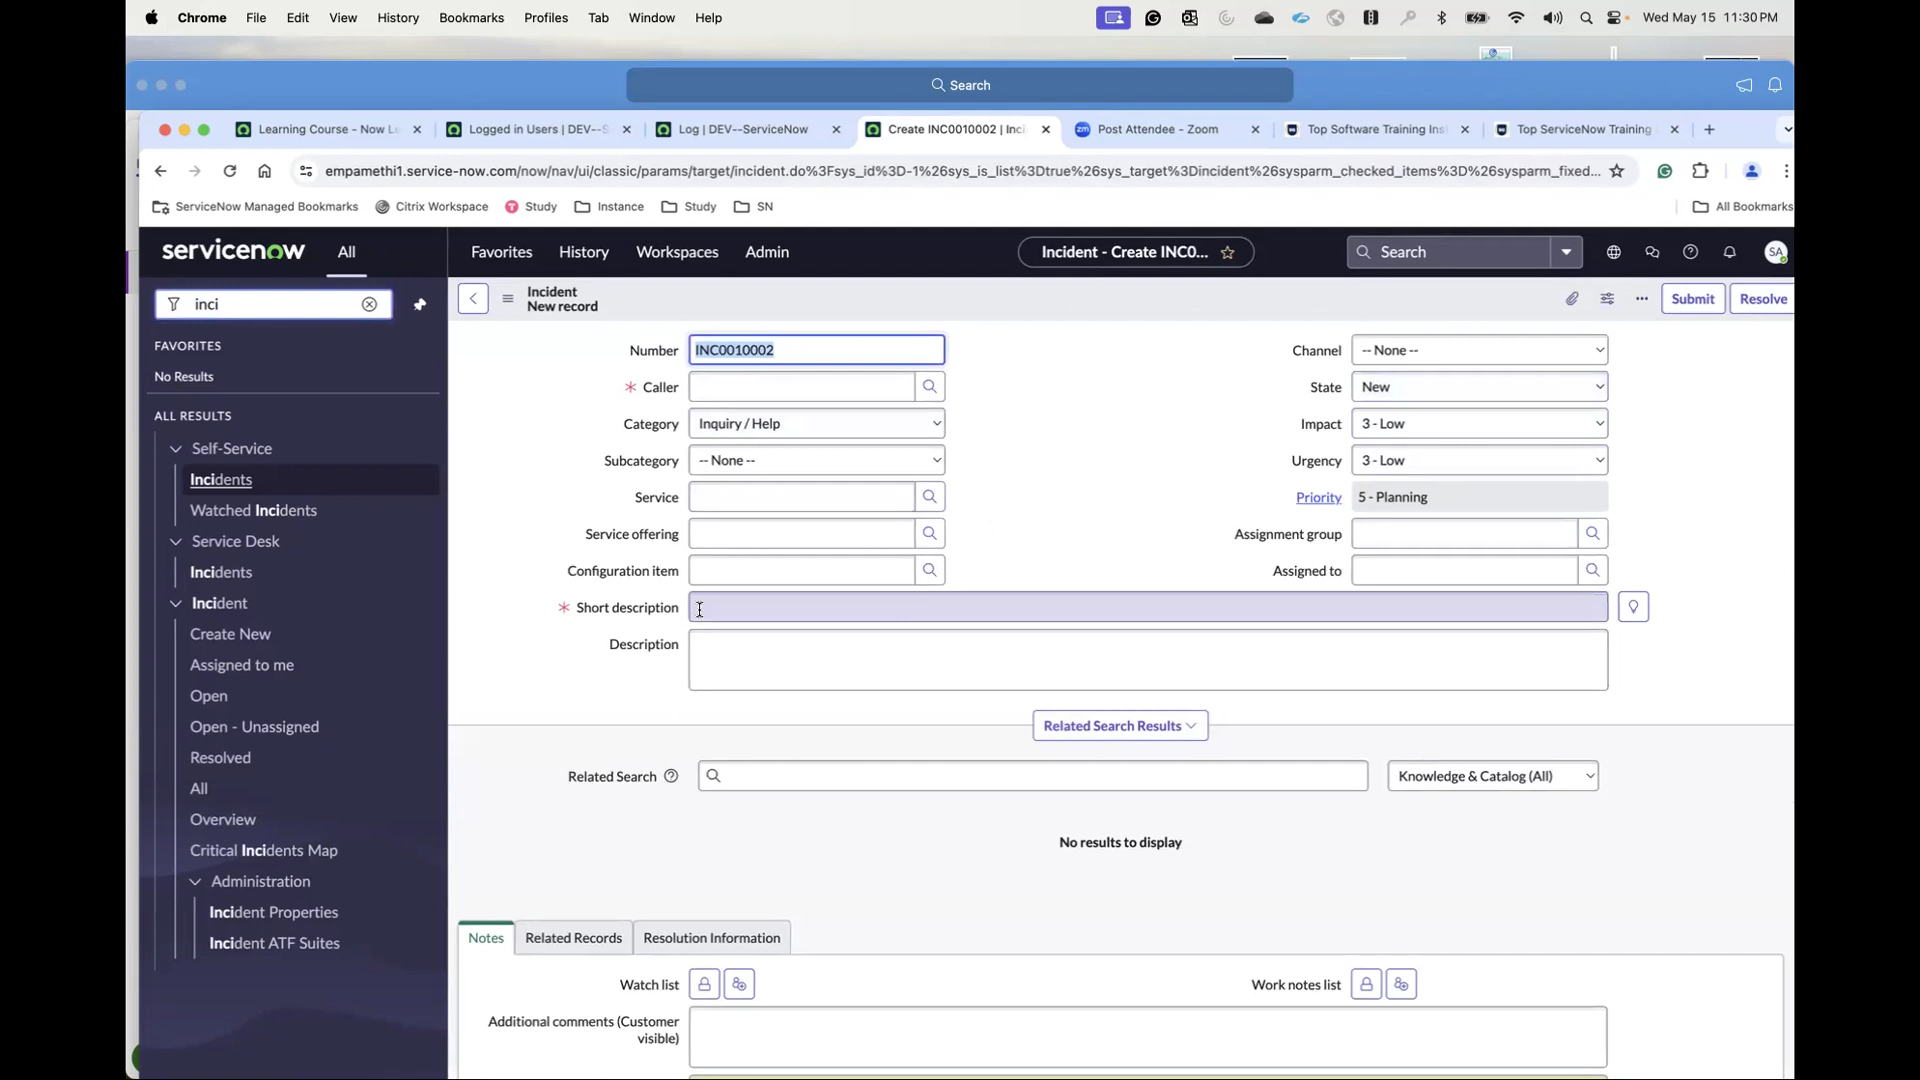 Chrome File Edit View History Bookmarks Profiles Tab Window Help Wed May 15 11:30 PM
Search
Learning Course - Now Le Logged in Users | DEV--S Log | DEV--ServiceNow Create INC0010002 | Inci Post Attendee - Zoom Top Software Training Ins Top ServiceNow Training
empamethi1.service-now.com/now/nav/ui/classic/params/target/incident.do%3Fsys_id%3D-1%26sys_is_list%3Dtrue%26sys_target%3Dincident%26sysparm_checked_items%3D%26sysparm_fixed...
ServiceNow Managed Bookmarks Citrix Workspace Study Instance Study SN All Bookmarks
servicenow All Favorites History Workspaces Admin Incident - Create INC0... Search SA
inci
FAVORITES
No Results
ALL RESULTS
Self-Service
Incidents
Watched Incidents
Service Desk
Incidents
Incident
Create New
Assigned to me
Open
Open - Unassigned
Resolved
All
Overview
Critical Incidents Map
Administration
Incident Properties
Incident ATF Suites
Incident
New record
Submit Resolve
Number INC0010002 Channel -- None --
Caller State New
Category Inquiry / Help Impact 3 - Low
Subcategory -- None -- Urgency 3 - Low
Service Priority 5 - Planning
Service offering Assignment group
Configuration item Assigned to
Short description
Description
Related Search Results
Related Search Knowledge & Catalog (All)
No results to display
Notes Related Records Resolution Information
Watch list Work notes list
Additional comments (Customer
visible)